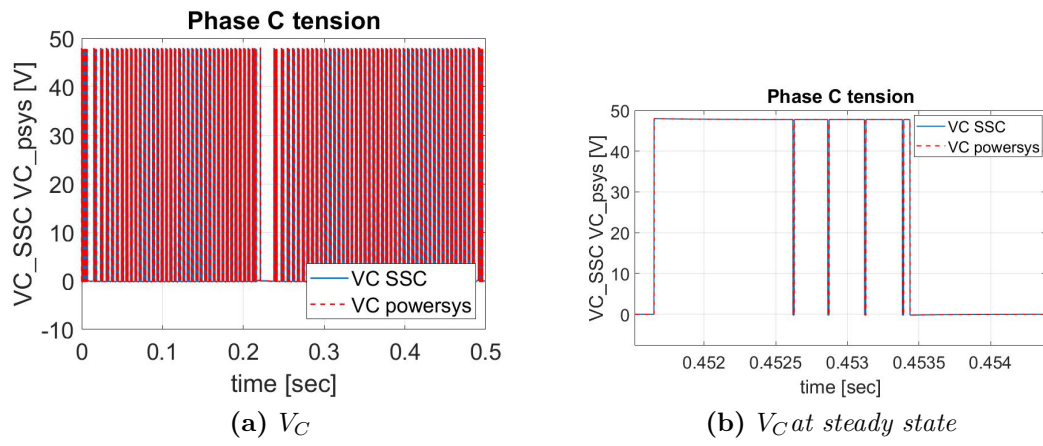 Phase C tension
VC_SSC VC_psys [V]
50
40
30
20
10
0
-10
VC SSC
VC powersys
0 0.1 0.2 0.3 0.4 0.5
time [sec]
(a) V_C
Phase C tension
VC_SSC VC_psys [V]
50
40
30
20
10
0
VC SSC
VC powersys
0.452 0.4525 0.453 0.4535 0.454
time [sec]
(b) V_C at steady state